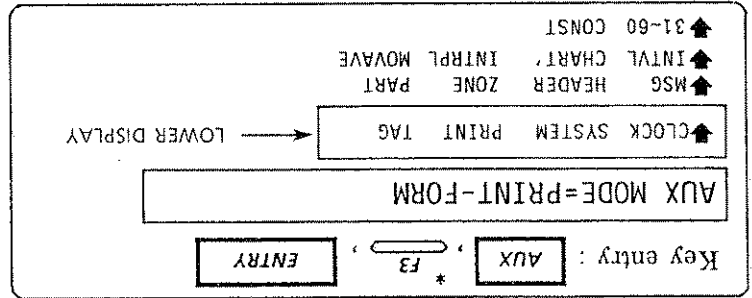 Key entry : AUX , F3* , ENTRY
AUX MODE=PRINT-FORM
CLOCK SYSTEM PRINT TAG LOWER DISPLAY
MSG HEADER ZONE PART
INTVL CHART' INTRPL MOVAVE
31~60 CONST